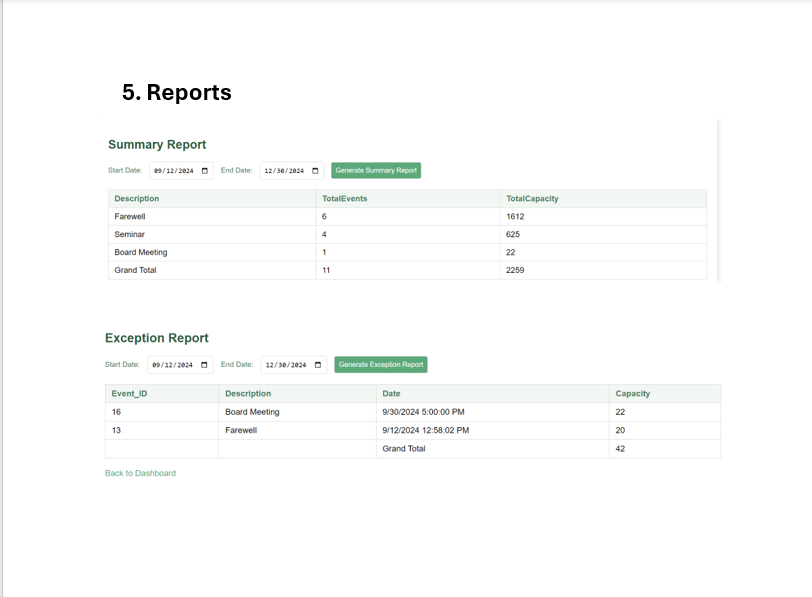 5. Reports
Summary Report
Start Date: 09/12/2024 End Date: 12/30/2024 Generate Summary Report
Description TotalEvents TotalCapacity
Farewell 6 1612
Seminar 4 625
Board Meeting 1 22
Grand Total 11 2259
Exception Report
Start Date: 09/12/2024 End Date: 12/30/2024 Generate Exception Report
Event_ID Description Date Capacity
16 Board Meeting 9/30/2024 5:00:00 PM 22
13 Farewell 9/12/2024 12:58:02 PM 20
Grand Total 42
Back to Dashboard